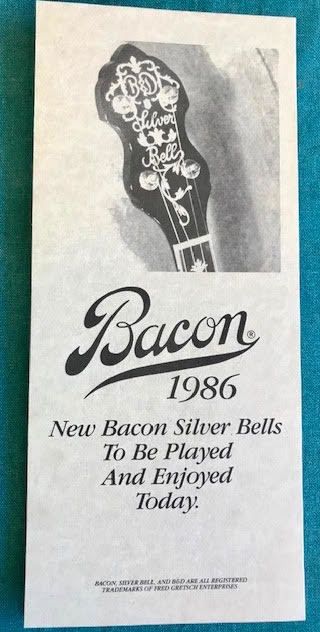 B&D
Silver
Bell
Bacon®
1986
New Bacon Silver Bells
To Be Played
And Enjoyed
Today.
BACON, SILVER BELL, AND B&D ARE ALL REGISTERED
TRADEMARKS OF FRED GRETSCH ENTERPRISES